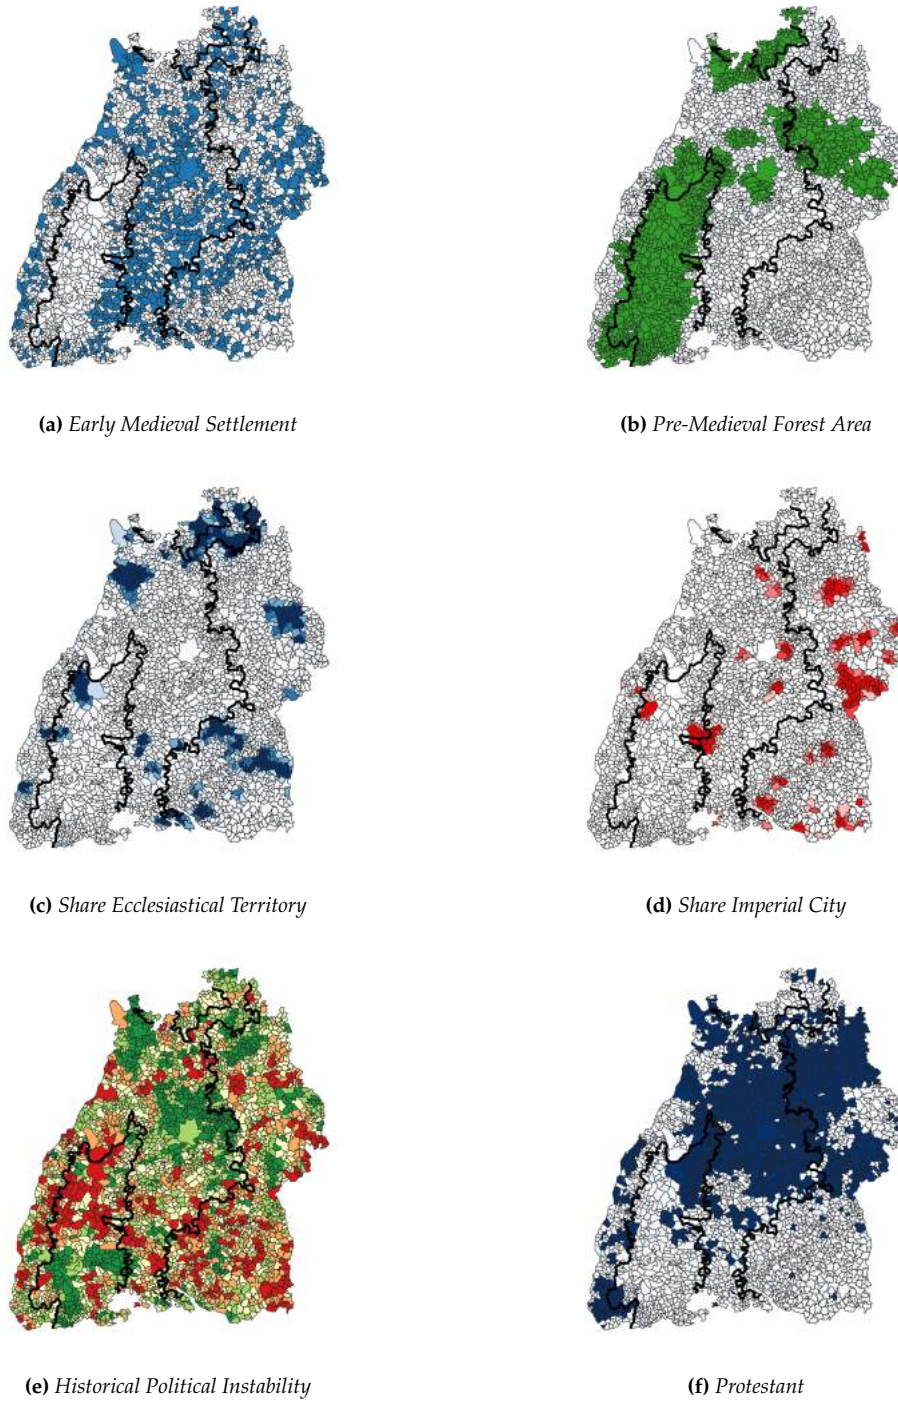 (a) Early Medieval Settlement
(b) Pre-Medieval Forest Area
(c) Share Ecclesiastical Territory
(d) Share Imperial City
(e) Historical Political Instability
(f) Protestant